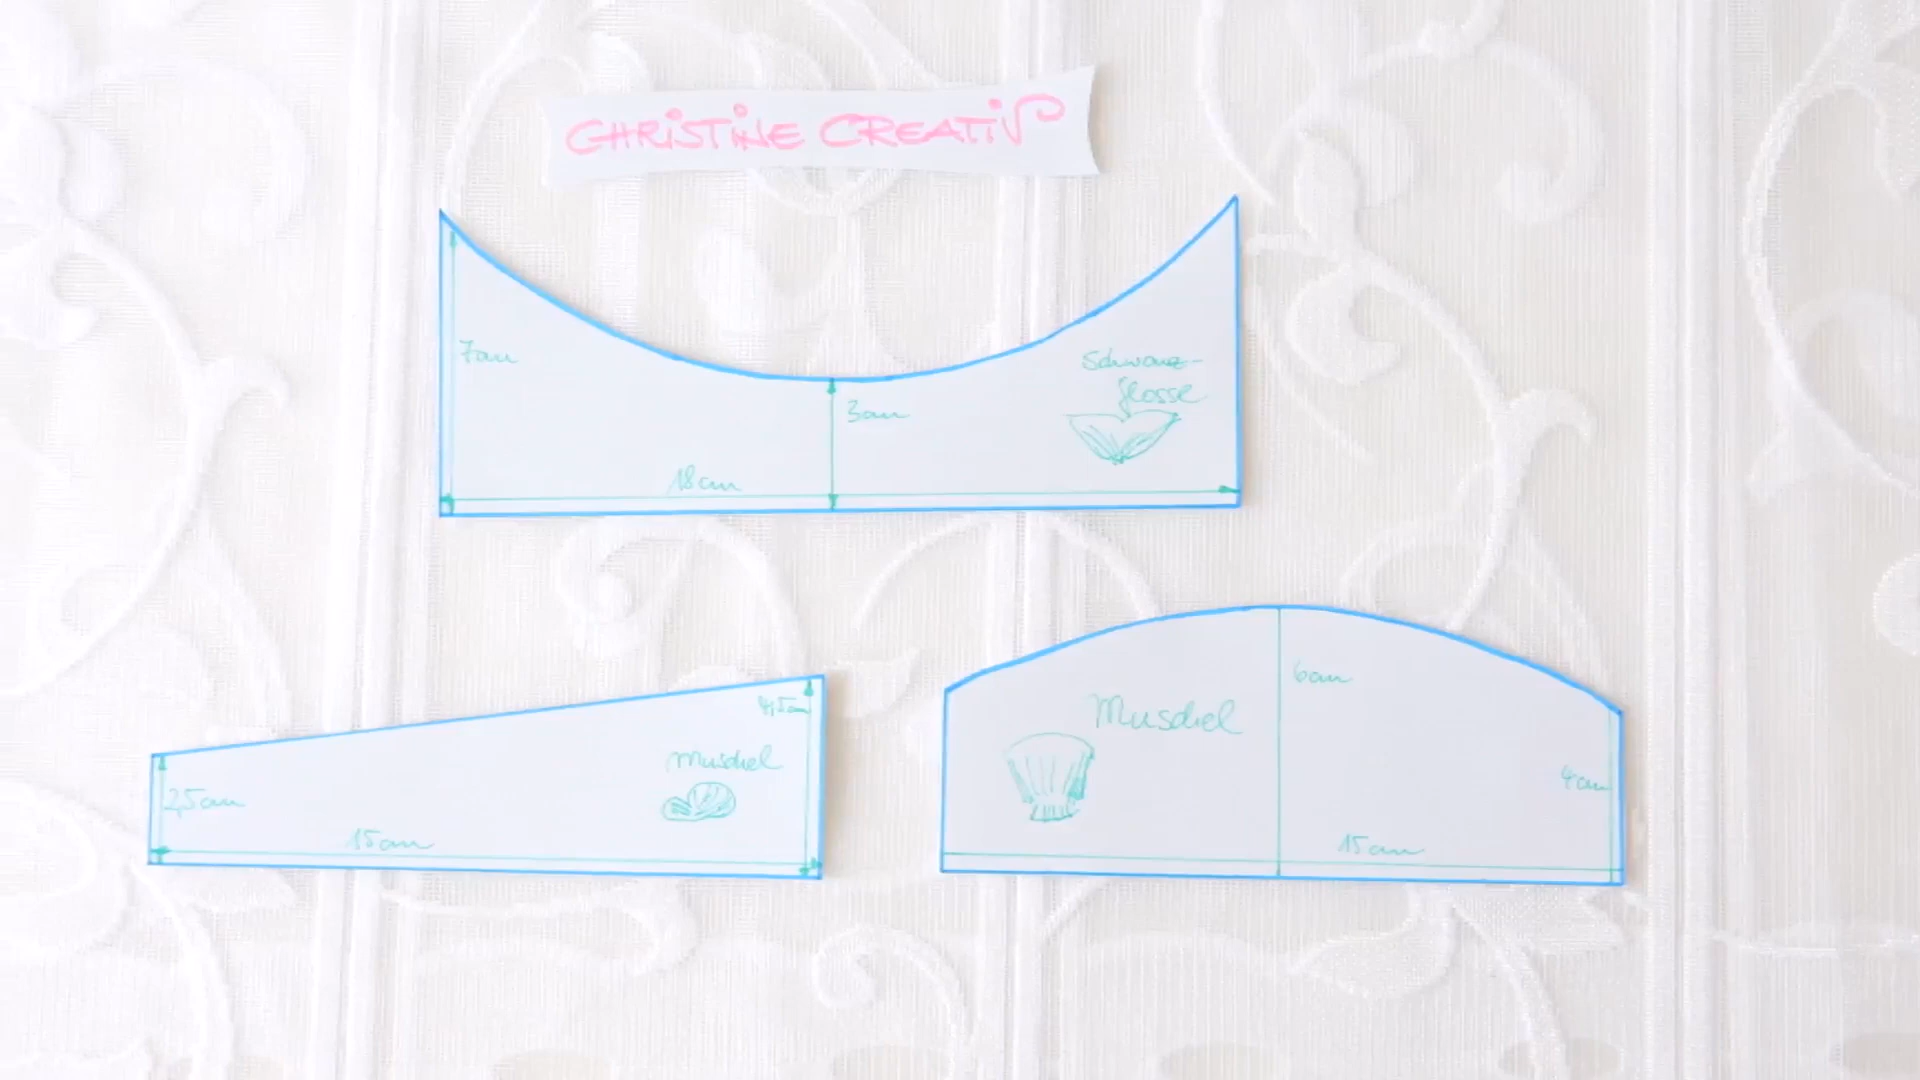 CHRISTINE CREATIV
7cm
3cm
Schwanz-
flosse
18cm
4,5cm
Muschel
2,5cm
15cm
6cm
Muschel
4cm
15cm